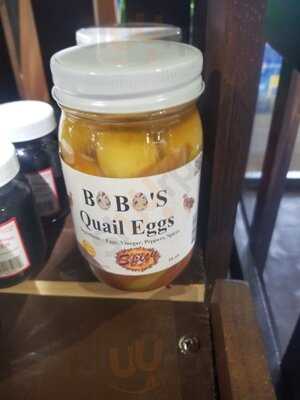 BOBO'S
Quail Eggs
Eggs, Vinegar, Peppers, Spices
Spicy